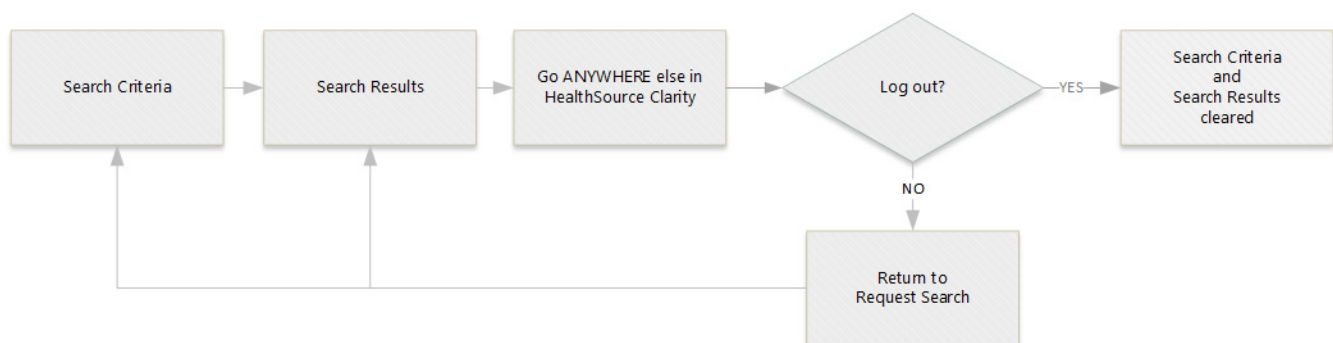 Search Criteria
Search Results
Go ANYWHERE else in
HealthSource Clarity
Log out?
YES
Search Criteria
and
Search Results
cleared
NO
Return to
Request Search